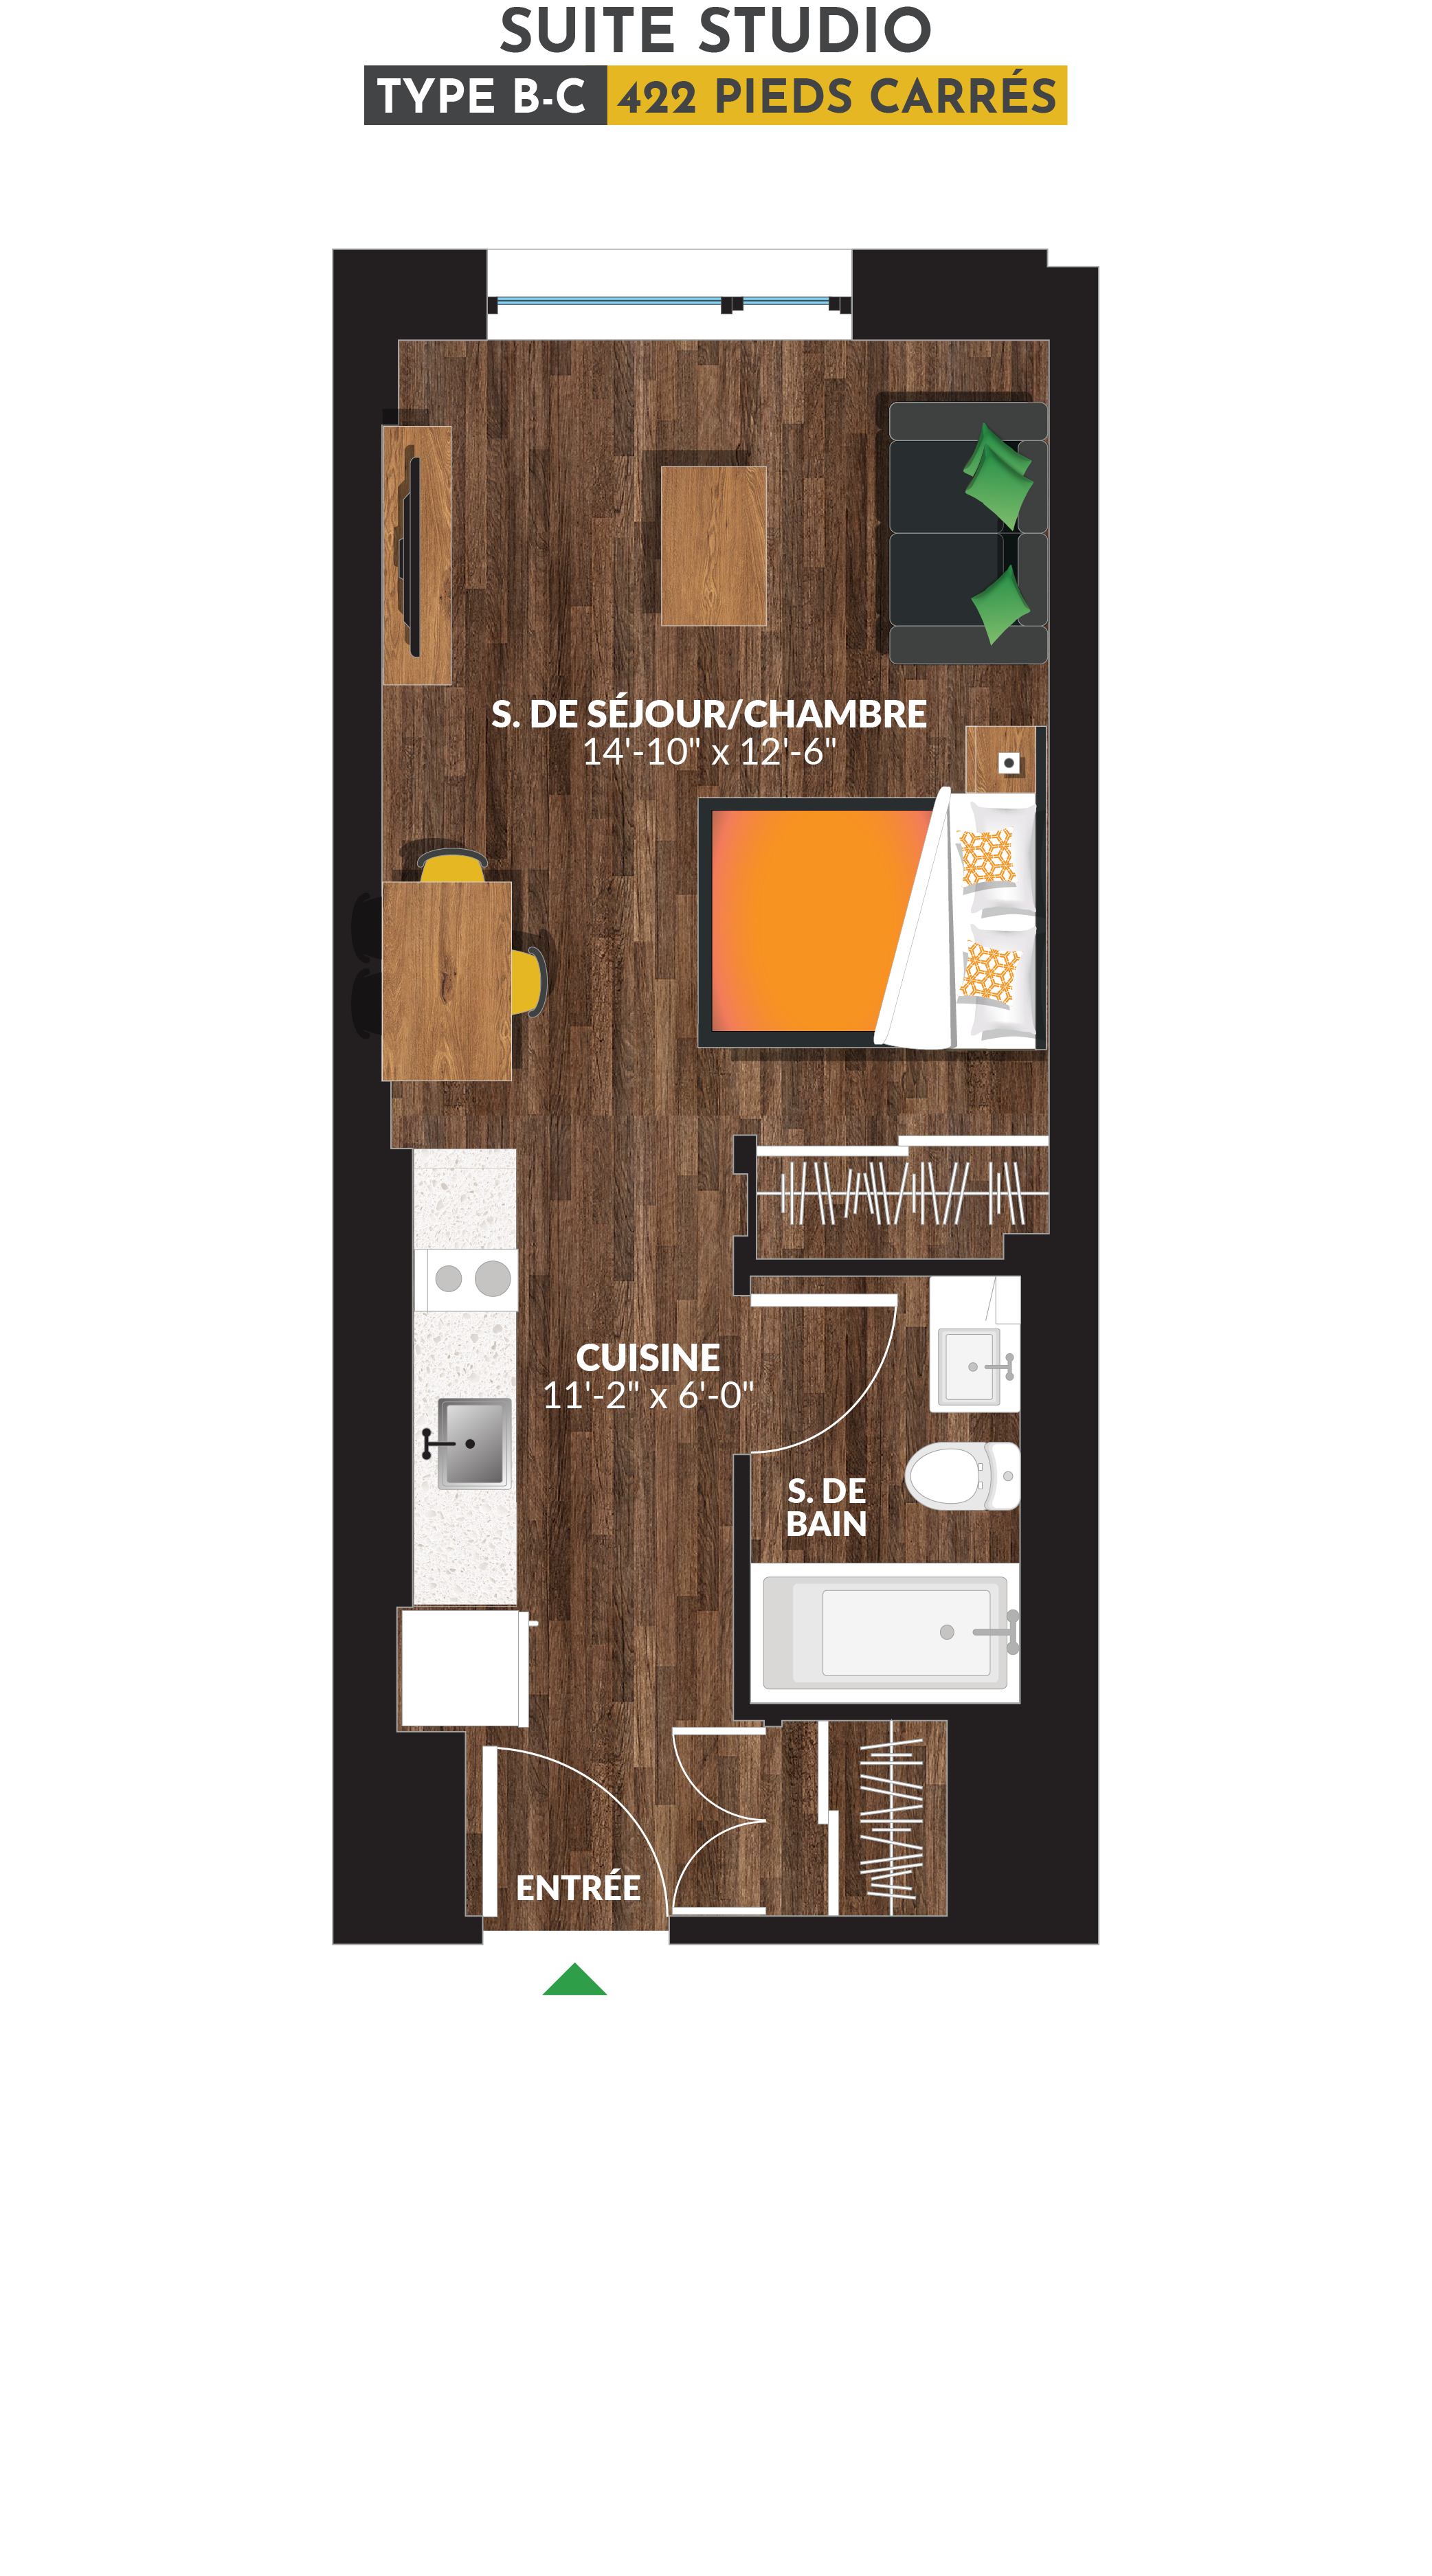 SUITE STUDIO
TYPE B-C 422 PIEDS CARRÉS
S. DE SÉJOUR/CHAMBRE
14'-10" x 12'-6"
CUISINE
11'-2" x 6'-0"
S. DE
BAIN
ENTRÉE